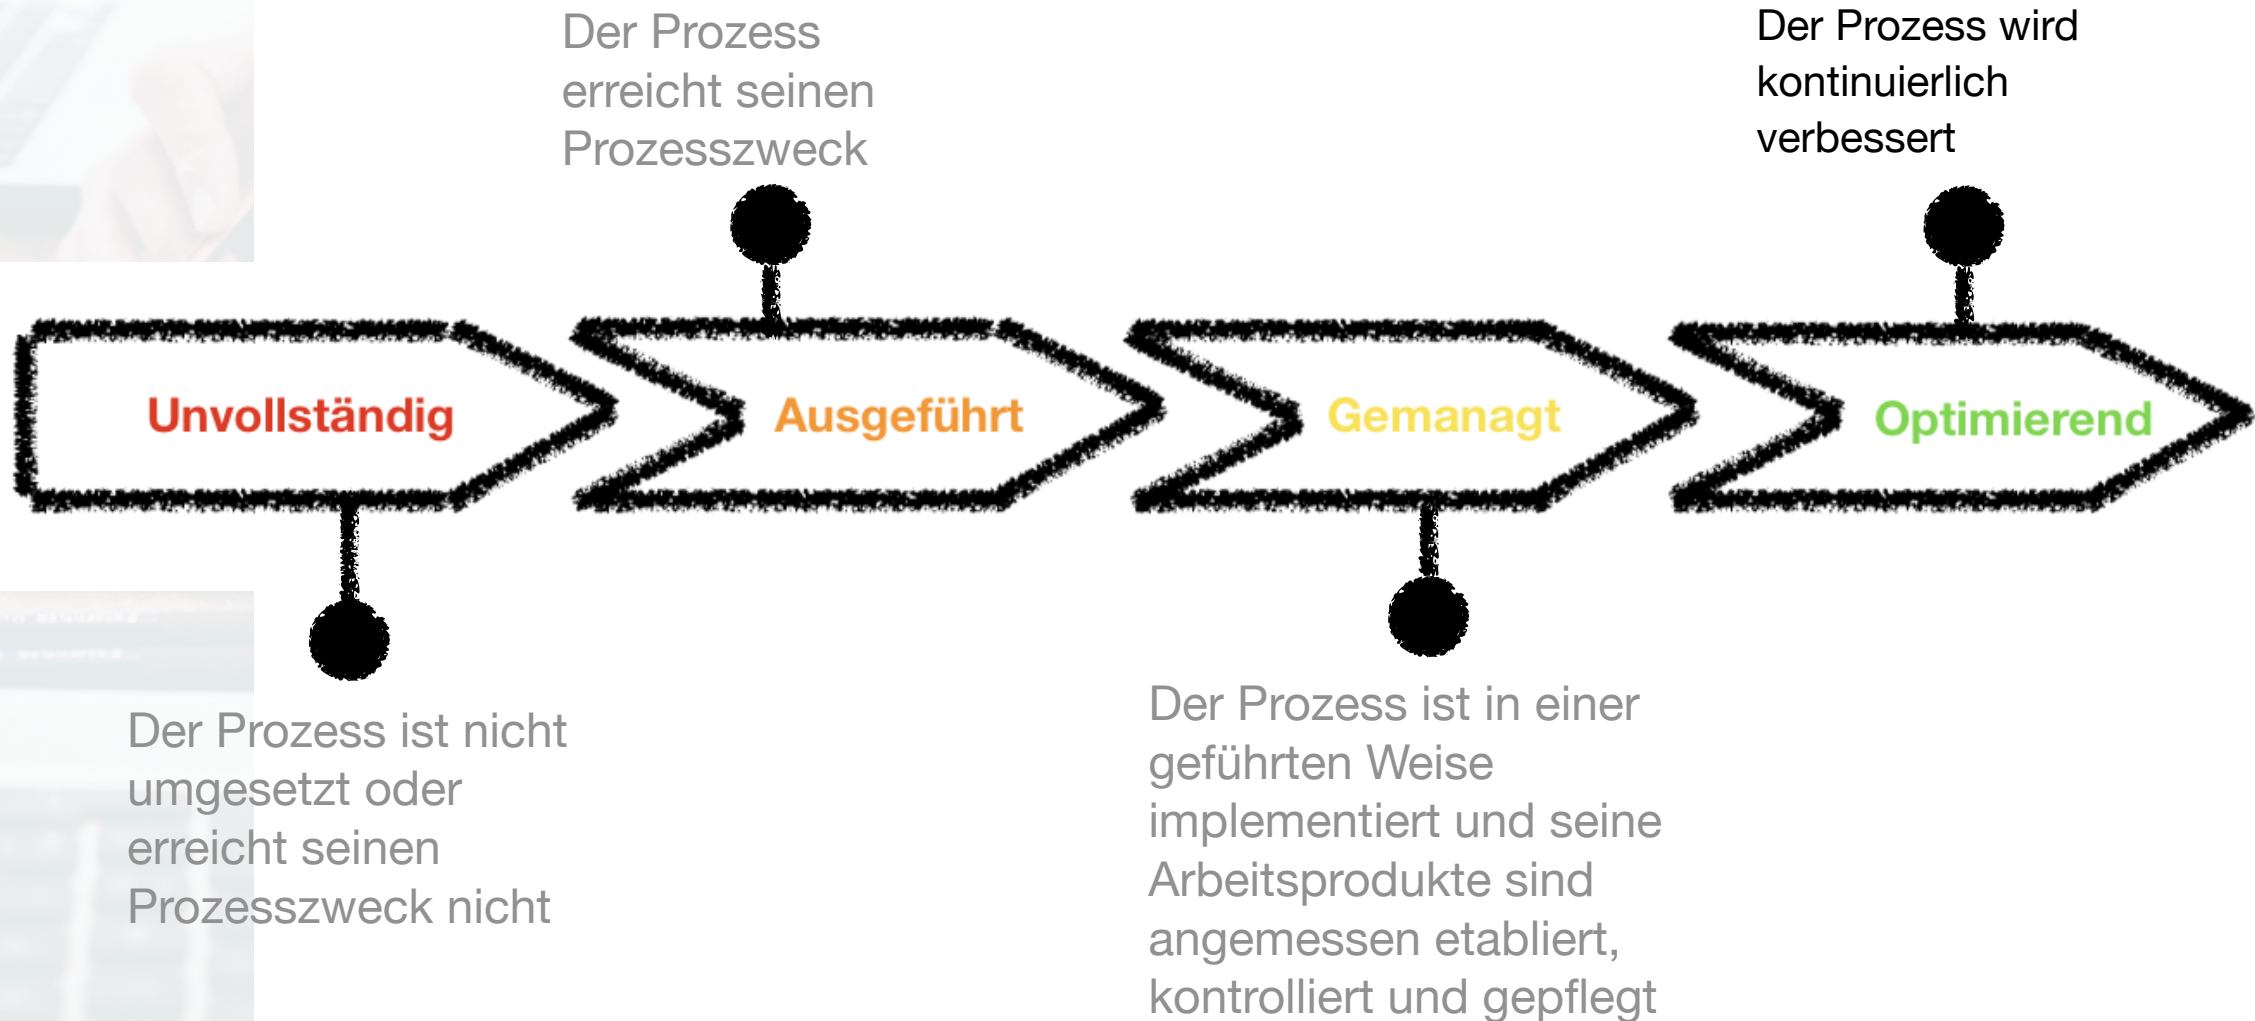 Der Prozess
erreicht seinen
Prozesszweck
Der Prozess wird
kontinuierlich
verbessert
Unvollständig
Ausgeführt
Gemanagt
Optimierend
Der Prozess ist nicht
umgesetzt oder
erreicht seinen
Prozesszweck nicht
Der Prozess ist in einer
geführten Weise
implementiert und seine
Arbeitsprodukte sind
angemessen etabliert,
kontrolliert und gepflegt